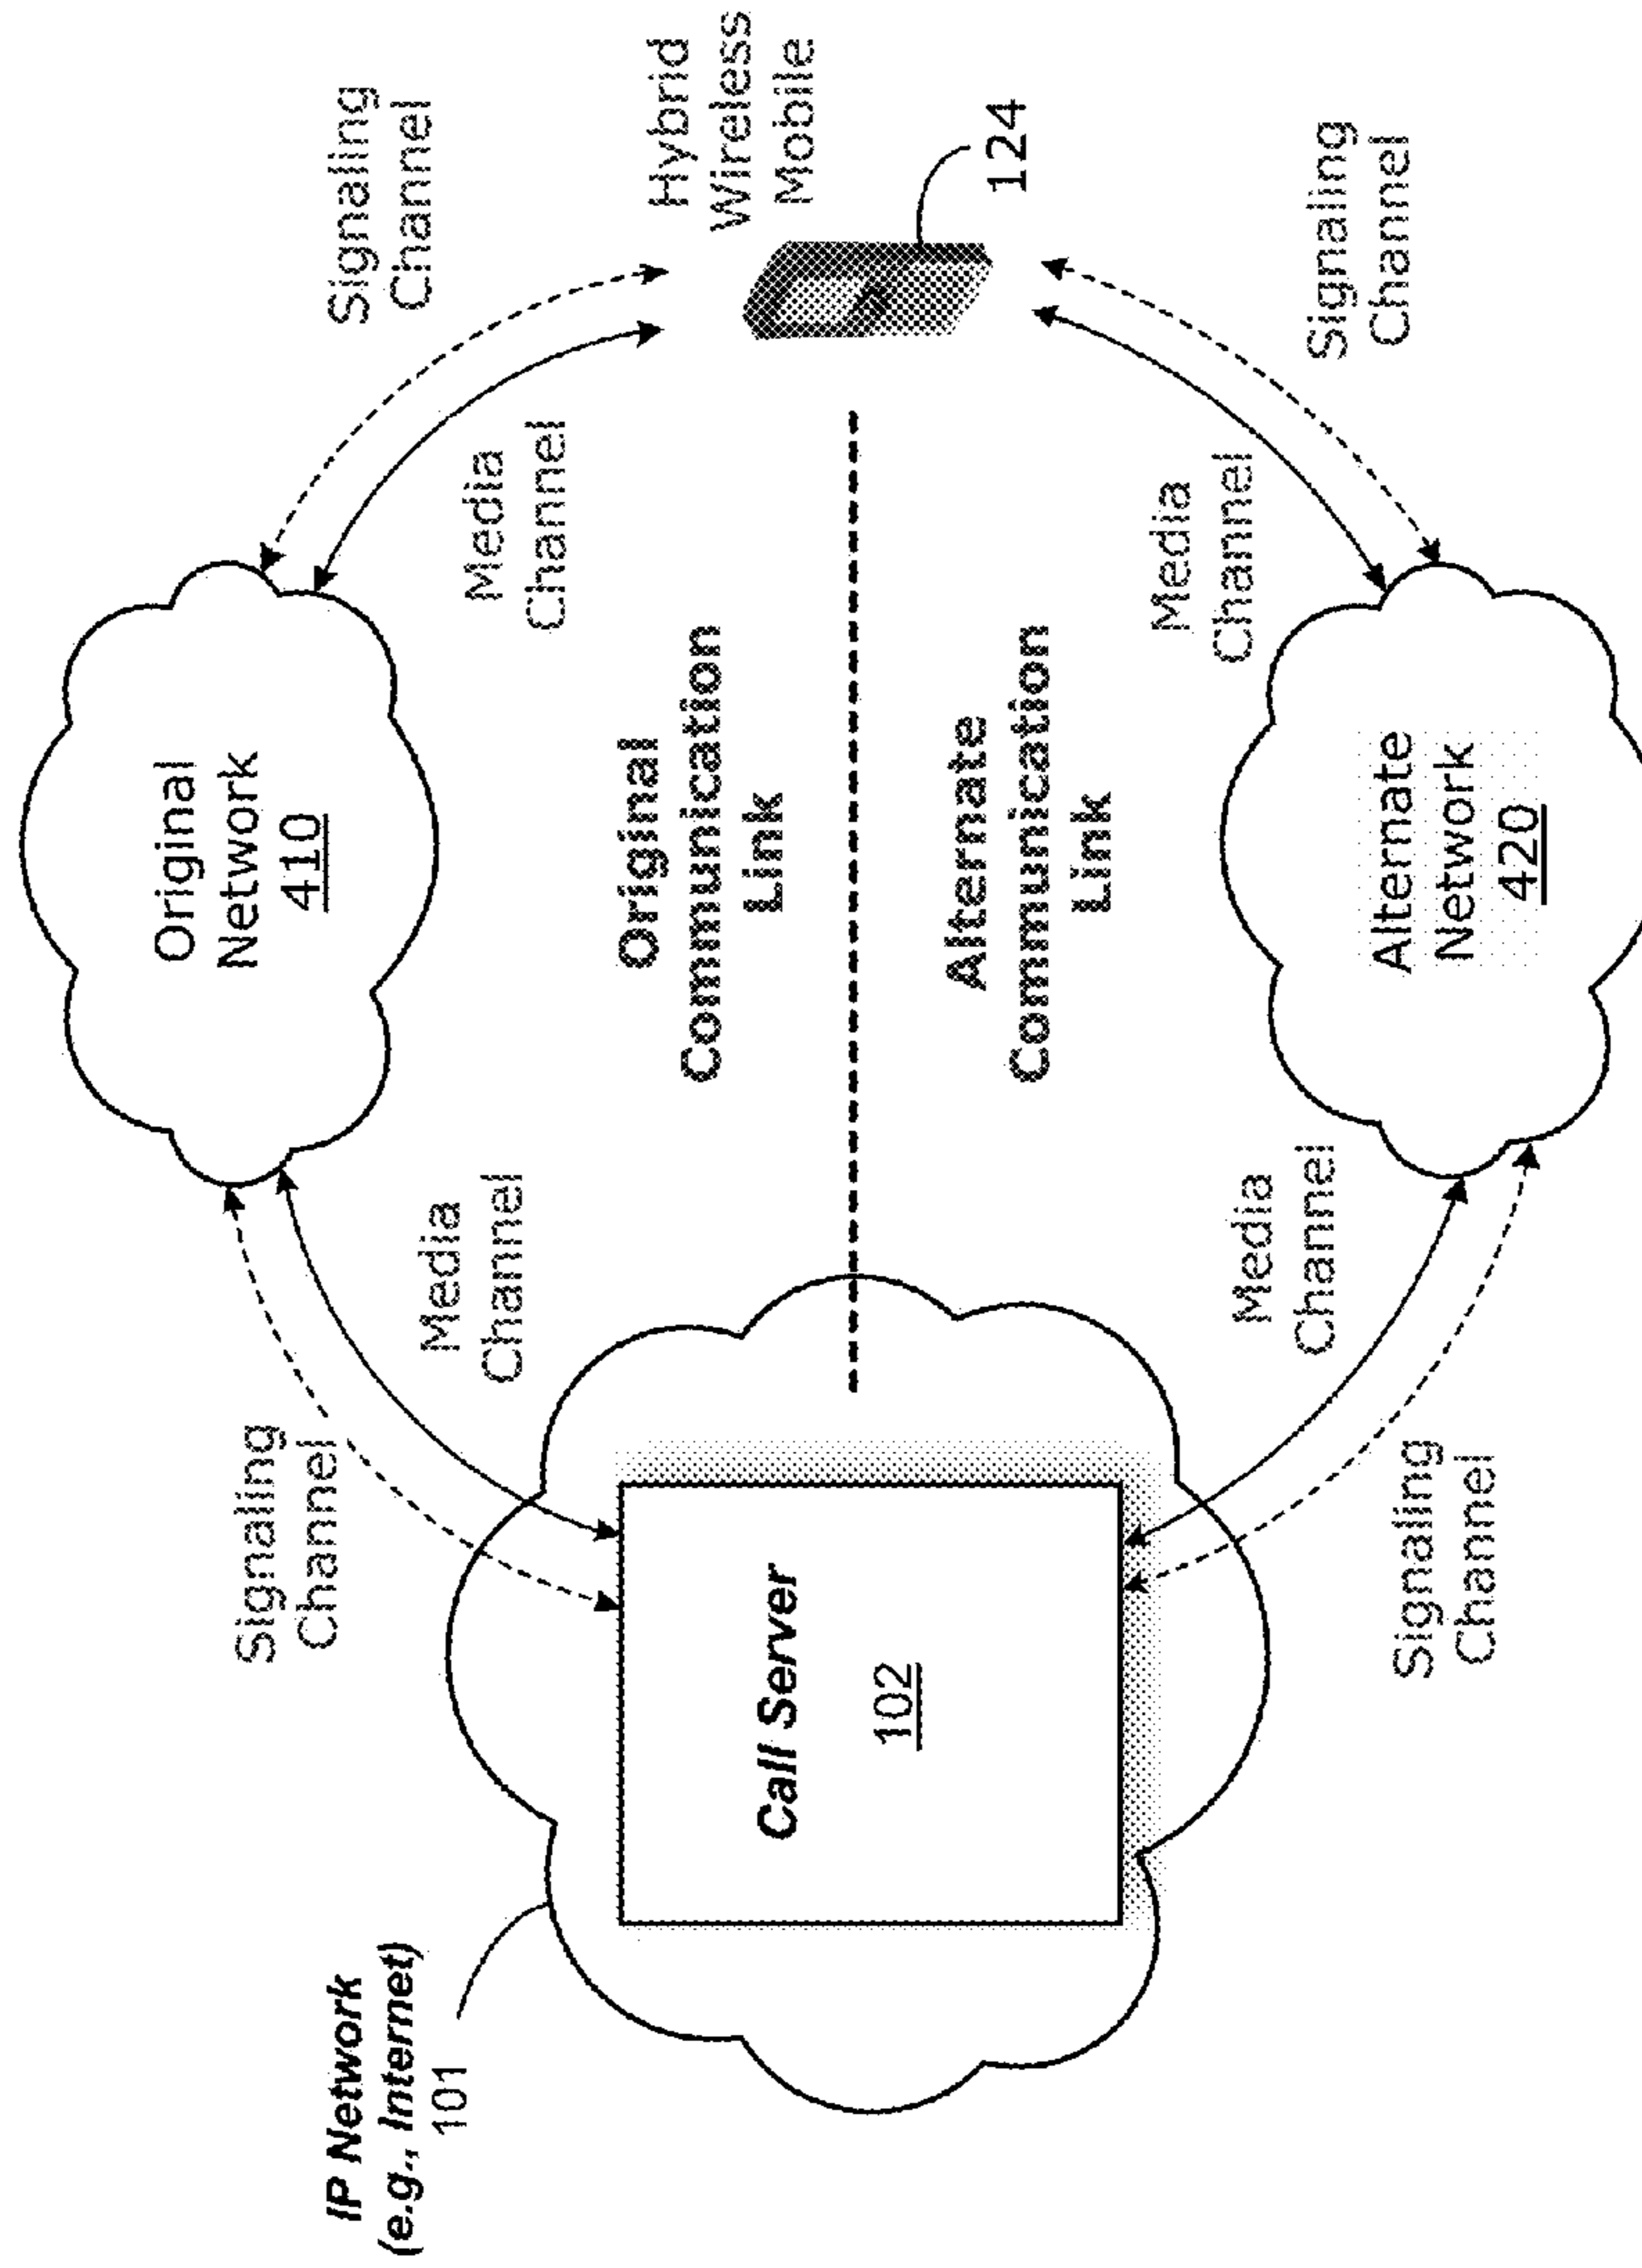 IP Network
(e.g., Internet)
101
Call Server
102
Signaling
Channel
Media
Channel
Original
Network
410
Media
Channel
Signaling
Channel
Original
Communication
Link
Alternate
Communication
Link
Hybrid
Wireless
Mobile
124
Media
Channel
Signaling
Channel
Alternate
Network
420
Media
Channel
Signaling
Channel